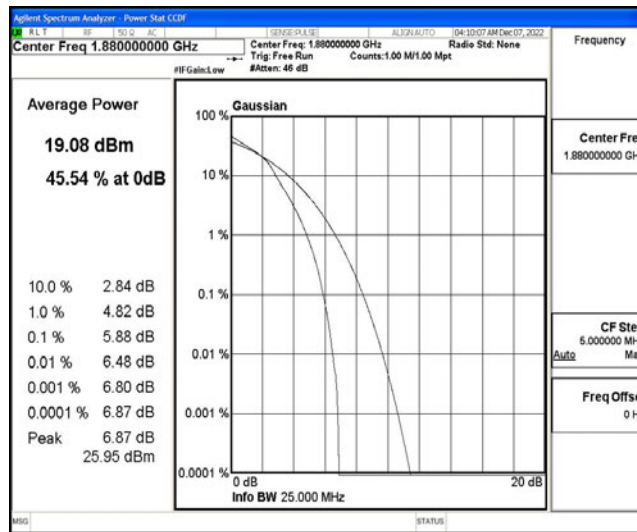 Agilent Spectrum Analyzer - Power Stat CCDF
RLT RF 50 Ω AC SENSE:PULSE ALIGN AUTO 04:10:07 AM Dec 07, 2022
Center Freq 1.880000000 GHz
Center Freq: 1.880000000 GHz Radio Std: None
Trig: Free Run Counts:1.00 M/1.00 Mpt
#IFGain:Low #Atten: 46 dB
Frequency
Average Power
19.08 dBm
45.54 % at 0dB
10.0 % 2.84 dB
1.0 % 4.82 dB
0.1 % 5.88 dB
0.01 % 6.48 dB
0.001 % 6.80 dB
0.0001 % 6.87 dB
Peak 6.87 dB
25.95 dBm
Gaussian
100 %
10 %
1 %
0.1 %
0.01 %
0.001 %
0.0001 %
0 dB 20 dB
Info BW 25.000 MHz
Center Fre
1.880000000 GH
CF Ste
5.000000 MH
Auto Ma
Freq Offs
0 H
MSG STATUS